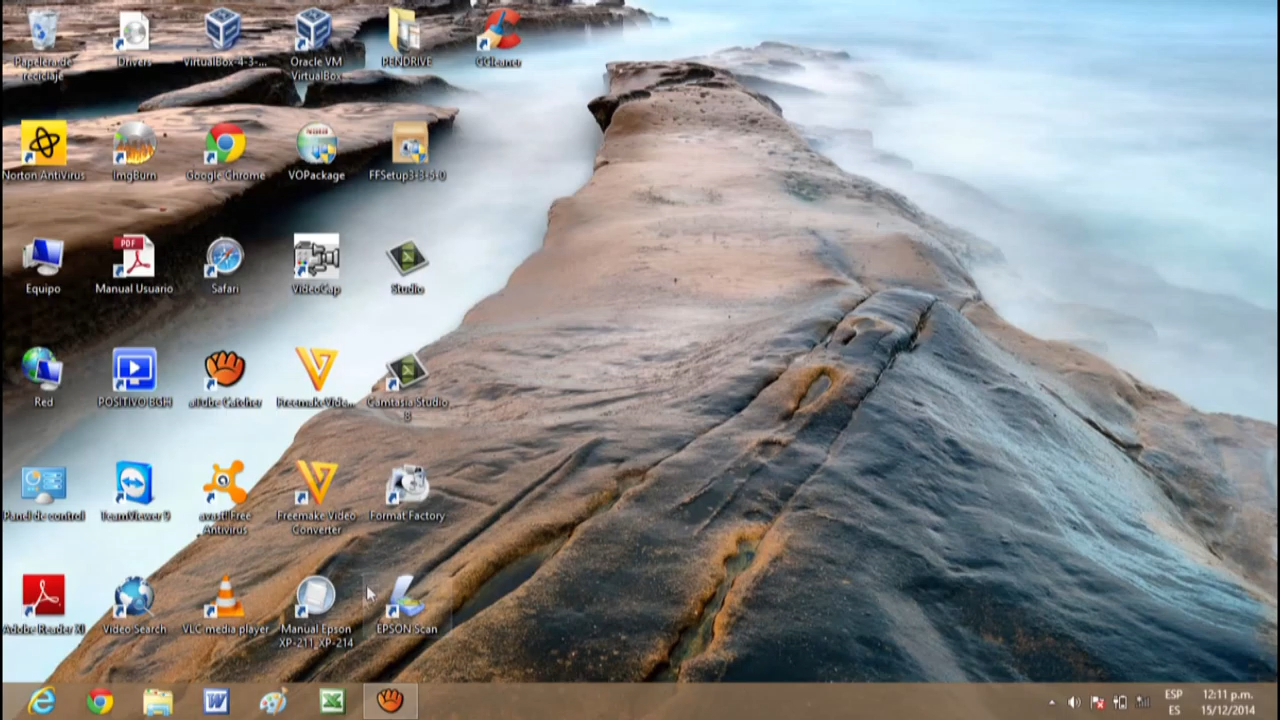 Papelera de
reciclaje
Drivers
VirtualBox-4-3-...
Oracle VM
VirtualBox
PENDRIVE
CCleaner
Norton AntiVirus
ImgBurn
Google Chrome
VOPackage
FFSetup3-3-5-0
Equipo
PDF
Manual Usuario
Safari
VideoCap
Studio
Red
POSITIVO BGH
aTube Catcher
Freemake Vide...
Camtasia Studio
8
Panel de control
TeamViewer 9
avast! Free
Antivirus
Freemake Video
Converter
Format Factory
Adobe Reader XI
Video Search
VLC media player
Manual Epson
XP-211_XP-214
EPSON Scan
ESP
ES
12:11 p.m.
15/12/2014